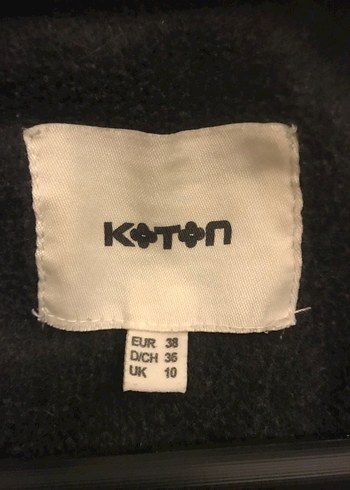 KOTON
EUR 38
D/CH 36
UK 10